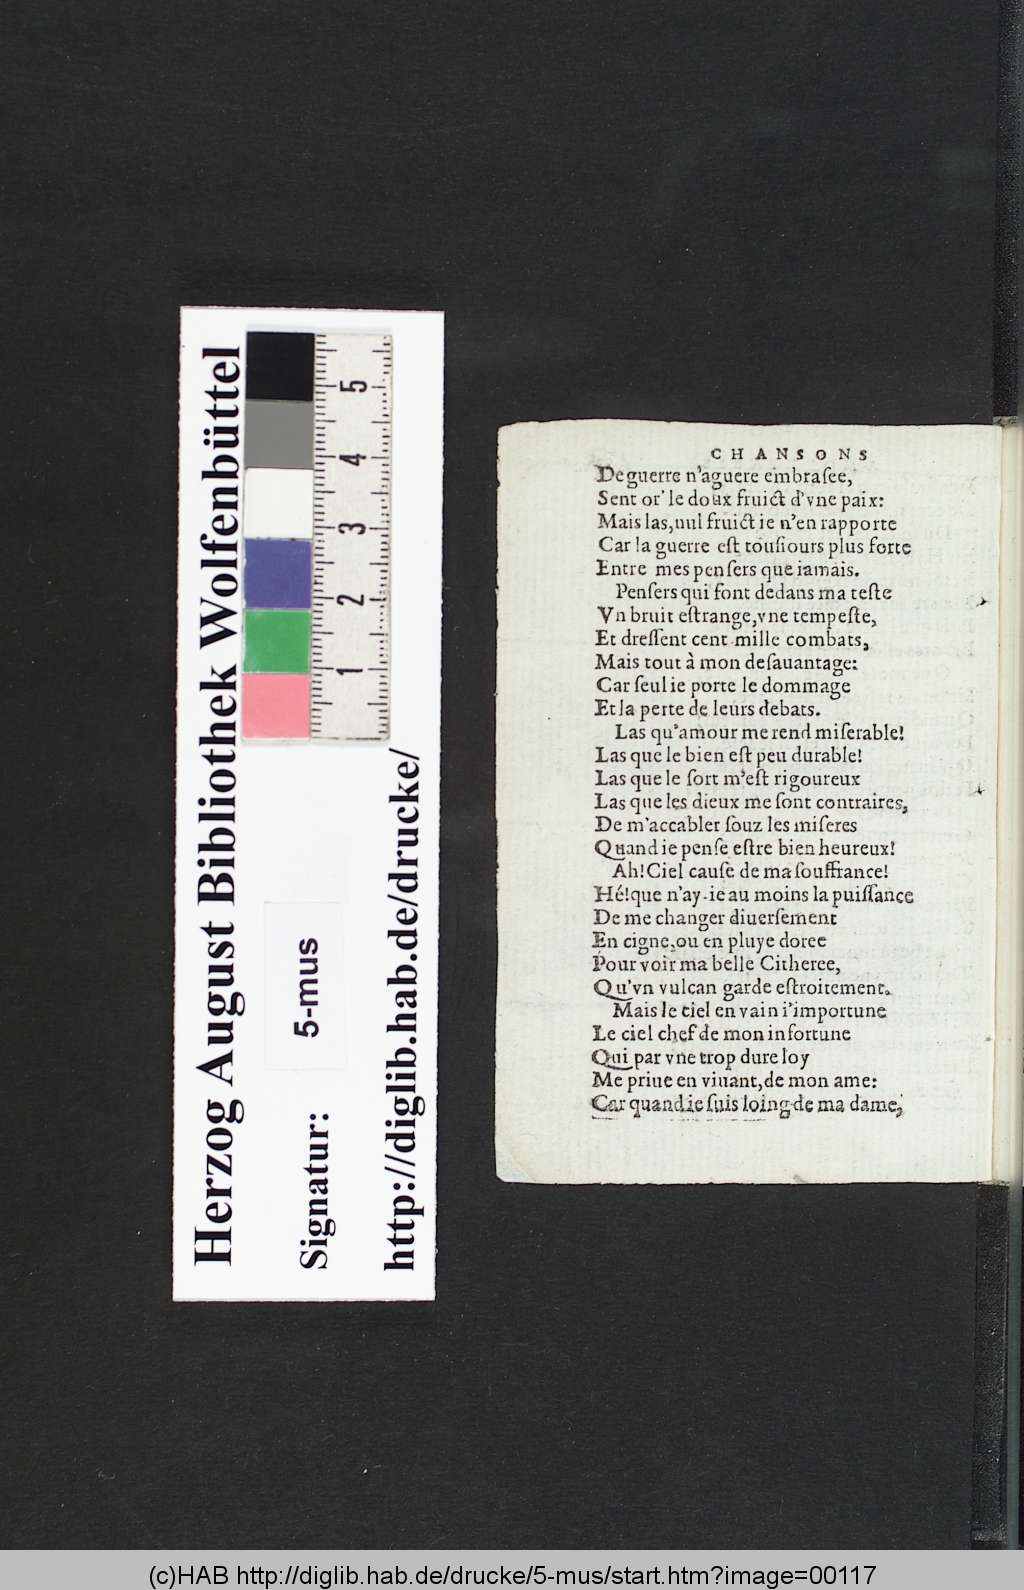 CHANSONS
De guerre n'aguere embrasee,
Sent or' le doux fruict d'vne paix:
Mais las, nul fruict ie n'en rapporte
Car la guerre est tousiours plus forte
Entre mes pensers que iamais.
Pensers qui font dedans ma teste
Vn bruit estrange, vne tempeste,
Et dressent cent mille combats,
Mais tout à mon desauantage:
Car seul ie porte le dommage
Et la perte de leurs debats.
Las qu'amour me rend miserable!
Las que le bien est peu durable!
Las que le sort m'est rigoureux
Las que les dieux me sont contraires,
De m'accabler souz les miseres
Quand ie pense estre bien heureux!
Ah! Ciel cause de ma souffrance!
Hé! que n'ay-ie au moins la puissance
De me changer diuersement
En cigne, ou en pluye doree
Pour voir ma belle Citheree,
Qu'vn vulcan garde estroitement.
Mais le ciel en vain i'importune
Le ciel chef de mon infortune
Qui par vne trop dure loy
Me priue en viuant, de mon ame:
Car quand ie suis loing de ma dame,
Herzog August Bibliothek Wolfenbüttel
Signatur: 5-mus
http://diglib.hab.de/drucke/
5 4 3 2 1
(c)HAB http://diglib.hab.de/drucke/5-mus/start.htm?image=00117